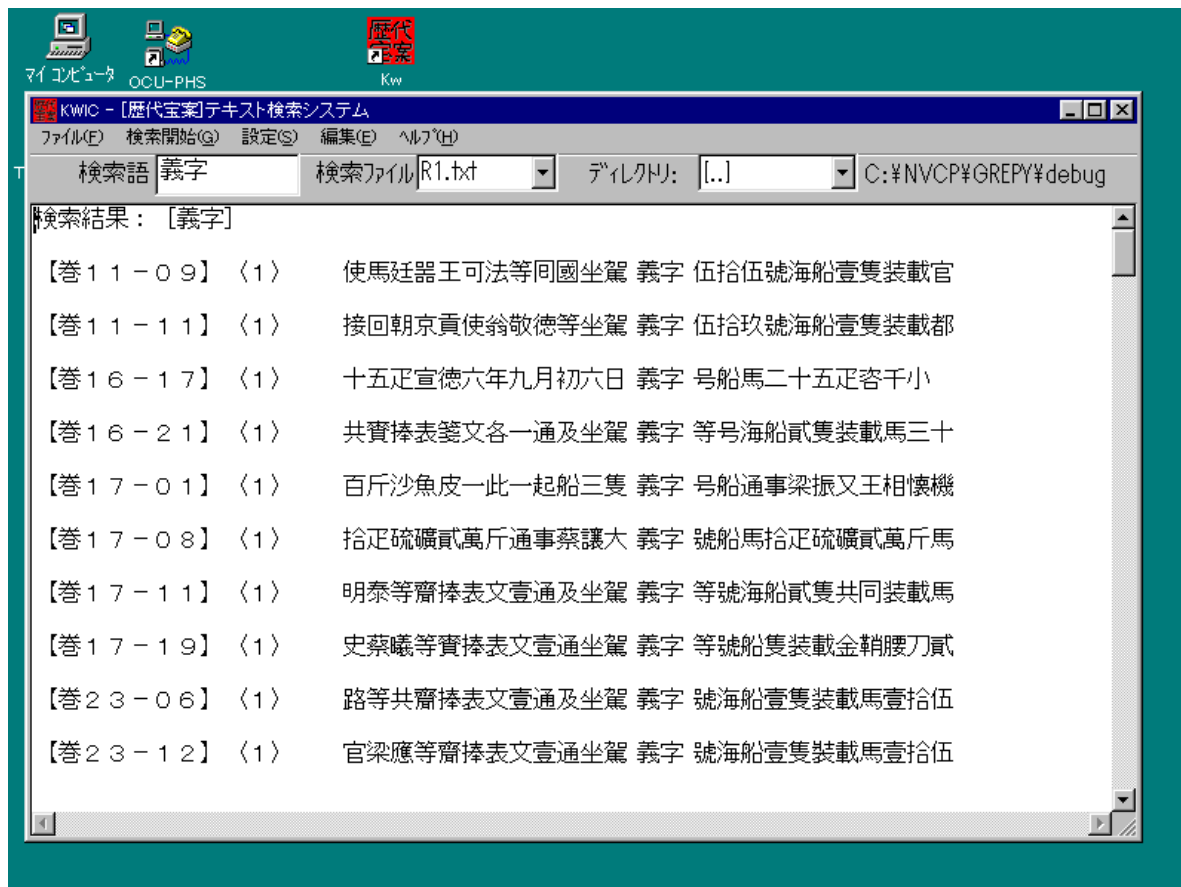 歴代
宝案
ﾏｲ ｺﾝﾋﾟｭｰﾀ
OCU-PHS
Kw
KWIC - [歴代宝案]テキスト検索システム
ﾌｧｲﾙ(F) 検索開始(G) 設定(S) 編集(E) ﾍﾙﾌﾟ(H)
T
検索語 義字 検索ﾌｧｲﾙ R1.txt ﾃﾞｨﾚｸﾄﾘ: [..] C:¥NVCP¥GREPY¥debug
検索結果： [義字]
【巻１１－０９】〈１〉 使馬廷器王可法等囘國坐駕 義字 伍拾伍號海船壹隻装載官
【巻１１－１１】〈１〉 接回朝京貢使翁敬徳等坐駕 義字 伍拾玖號海船壹隻装載都
【巻１６－１７】〈１〉 十五疋宣徳六年九月初六日 義字 号船馬二十五疋咨千小
【巻１６－２１】〈１〉 共賫捧表箋文各一通及坐駕 義字 等号海船貳隻装載馬三十
【巻１７－０１】〈１〉 百斤沙魚皮一此一起船三隻 義字 号船通事梁振又王相懐機
【巻１７－０８】〈１〉 拾疋硫礦貳萬斤通事蔡讓大 義字 號船馬拾疋硫礦貳萬斤馬
【巻１７－１１】〈１〉 明泰等齎捧表文壹通及坐駕 義字 等號海船貳隻共同装載馬
【巻１７－１９】〈１〉 史蔡曦等賫捧表文壹通坐駕 義字 等號船隻装載金鞘腰刀貳
【巻２３－０６】〈１〉 路等共齎捧表文壹通及坐駕 義字 號海船壹隻装載馬壹拾伍
【巻２３－１２】〈１〉 官梁應等齎捧表文壹通坐駕 義字 號海船壹隻裝載馬壹拾伍